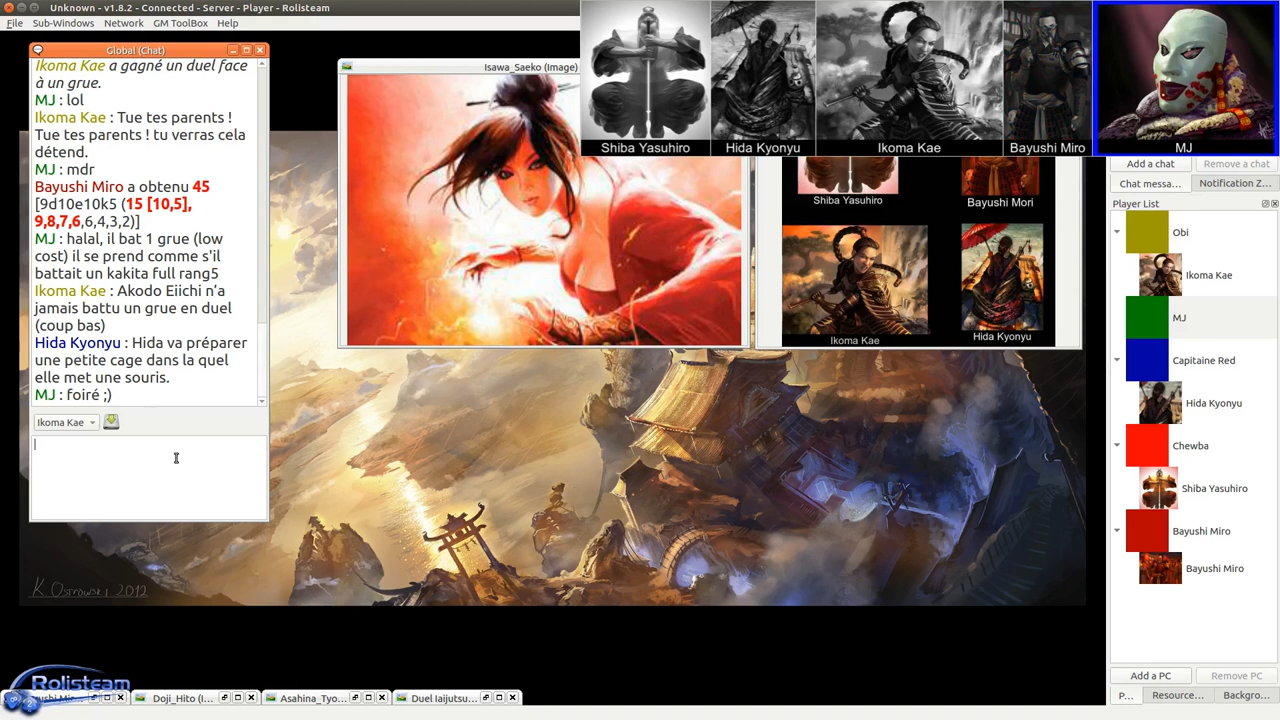 Unknown - v1.8.2 - Connected - Server - Player - Rolisteam
File Sub-Windows Network GM ToolBox Help
Global (Chat)
Ikoma Kae a gagné un duel face
à un grue.
MJ : lol
Ikoma Kae : Tue tes parents !
Tue tes parents ! tu verras cela
détend.
MJ : mdr
Bayushi Miro a obtenu 45
[9d10e10k5 (15 [10,5],
9,8,7,6,6,4,3,2)]
MJ : halal, il bat 1 grue (low
cost) il se prend comme s'il
battait un kakita full rang5
Ikoma Kae : Akodo Eiichi n’a
jamais battu un grue en duel
(coup bas)
Hida Kyonyu : Hida va préparer
une petite cage dans la quel
elle met une souris.
MJ : foiré ;)
Ikoma Kae
Isawa_Saeko (Image)
Shiba Yasuhiro
Hida Kyonyu
Ikoma Kae
Bayushi Miro
MJ
Shiba Yasuhiro
Bayushi Mori
Ikoma Kae
Hida Kyonyu
Add a chat
Remove a chat
Chat messa...
Notification Z...
Player List
Obi
Ikoma Kae
MJ
Capitaine Red
Hida Kyonyu
Chewba
Shiba Yasuhiro
Bayushi Miro
Bayushi Miro
Add a PC
Remove PC
P...
Resource...
Backgro...
K Ostrowski 2012
Rolisteam
Doji_Hito (I...
Asahina_Tyo...
Duel Iaijutsu...